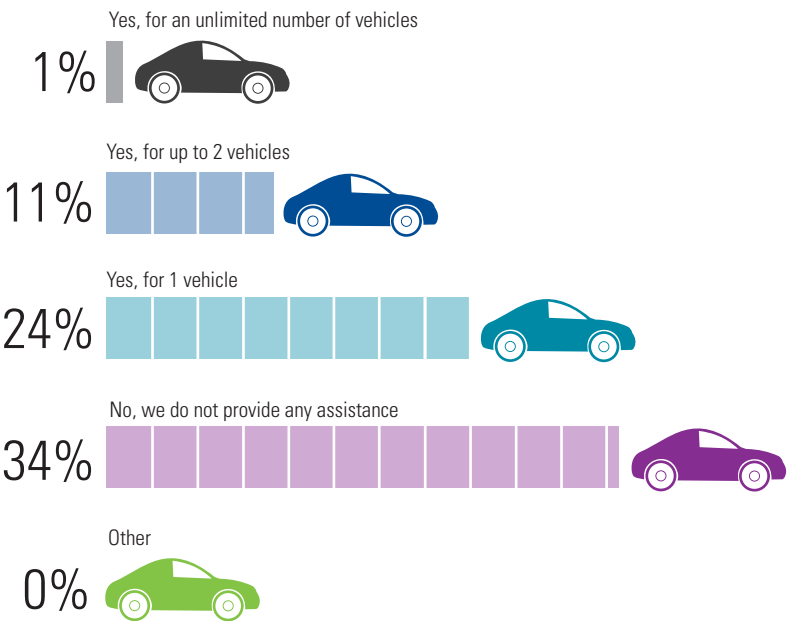 Yes, for an unlimited number of vehicles
1%
Yes, for up to 2 vehicles
11%
Yes, for 1 vehicle
24%
No, we do not provide any assistance
34%
Other
0%